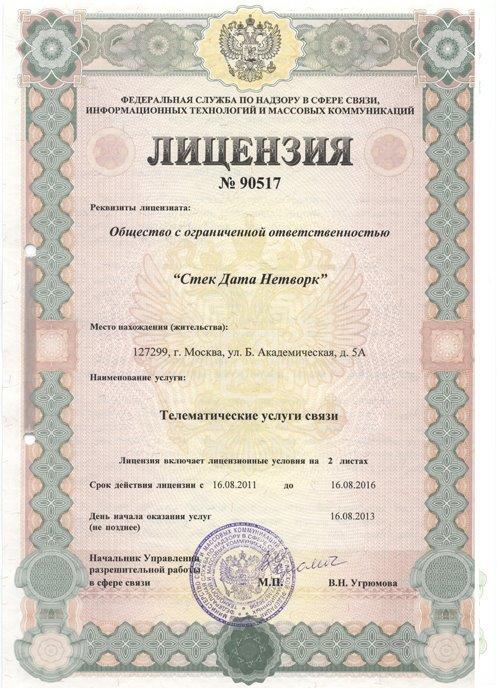 ФЕДЕРАЛЬНАЯ СЛУЖБА ПО НАДЗОРУ В СФЕРЕ СВЯЗИ,
ИНФОРМАЦИОННЫХ ТЕХНОЛОГИЙ И МАССОВЫХ КОММУНИКАЦИЙ
ЛИЦЕНЗИЯ
№ 90517
Реквизиты лицензиата:
Общество с ограниченной ответственностью
“Стек Дата Нетворк”
Место нахождения (жительства):
127299, г. Москва, ул. Б. Академическая, д. 5А
Наименование услуги:
Телематические услуги связи
Лицензия включает лицензионные условия на 2 листах
Срок действия лицензии с 16.08.2011 до 16.08.2016
День начала оказания услуг 16.08.2013
(не позднее)
Начальник Управления
разрешительной работы
в сфере связи М.П. В.Н. Угрюмова